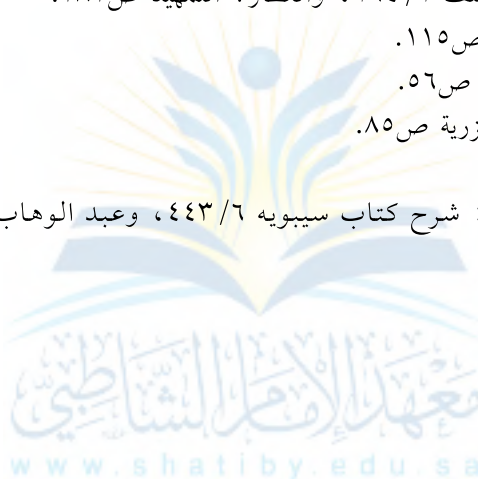 ص١١٥.
ص٥٦.
زرية ص٨٥.
: شرح كتاب سيبويه ٤٤٣/٦، وعبد الوهاب
معهد الإمام الشاطبي
www.shatiby.edu.sa